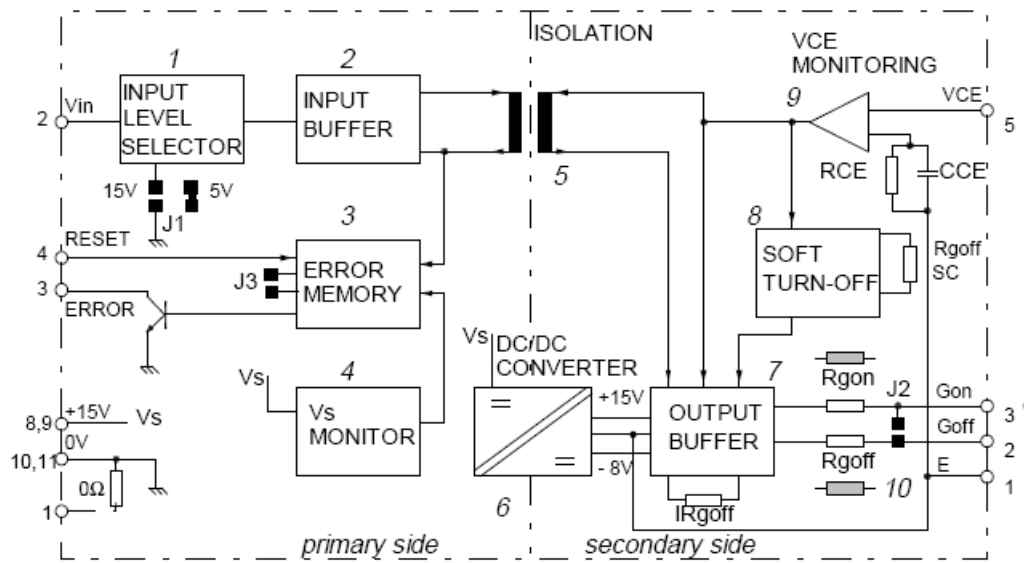 ISOLATION
VCE
MONITORING
1
2
9
VCE
INPUT
LEVEL
SELECTOR
INPUT
BUFFER
2
Vin
5
RCE
CCE
15V
5V
J1
5
3
8
4
RESET
J3
ERROR
MEMORY
SOFT
TURN-OFF
Rgoff
SC
3
ERROR
Vs
DC/DC
CONVERTER
4
Vs
Vs
MONITOR
7
Rgon
J2
+15V
OUTPUT
BUFFER
Gon
3
8,9
+15V
Vs
0V
Goff
2
10,11
- 8V
Rgoff
E
0Ω
10
1
1
6
IRgoff
primary side
secondary side